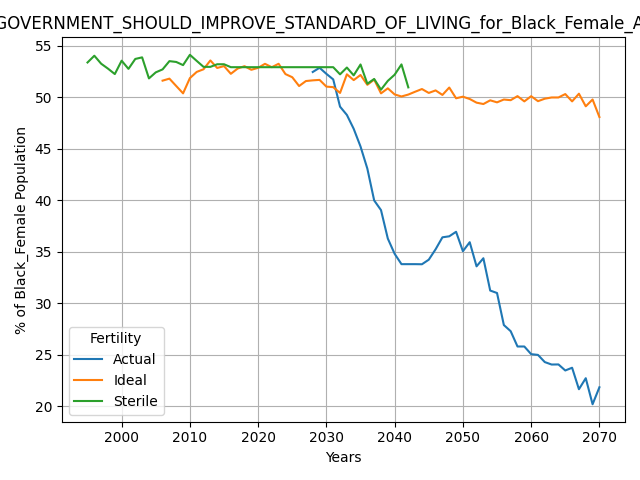 GOVERNMENT_SHOULD_IMPROVE_STANDARD_OF_LIVING_for_Black_Female_A
55
50
45
40
35
30
25
20
% of Black_Female Population
Fertility
Actual
Ideal
Sterile
2000 2010 2020 2030 2040 2050 2060 2070
Years